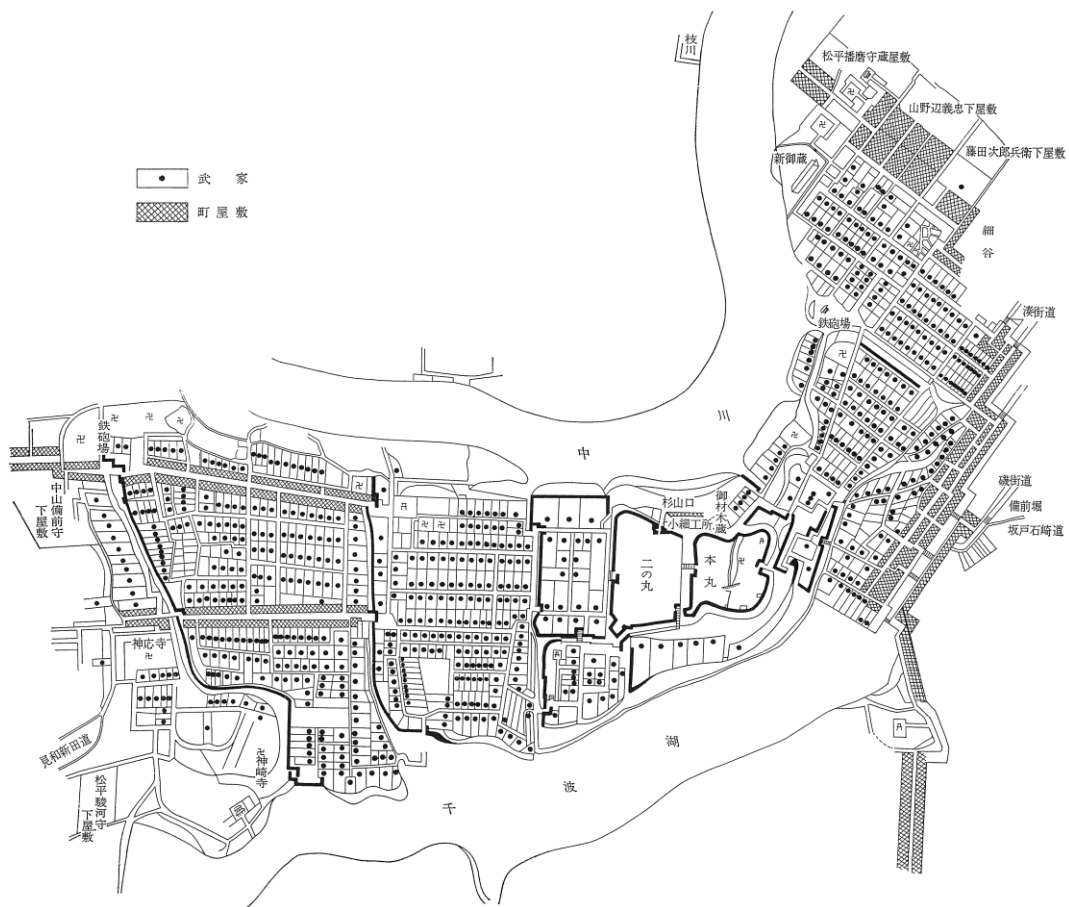 枝川
松平播磨守蔵屋敷
山野辺義忠下屋敷
藤田次郎兵衛下屋敷
新御蔵
細谷
武家
町屋敷
湊街道
鉄砲場
中川
鉄砲場
中山備前守
下屋敷
杉山口
小細工所
御材木蔵
二の丸
本丸
磯街道
備前堀
坂戸石崎道
神応寺
見和新田道
神崎寺
松平駿河守
下屋敷
千波湖